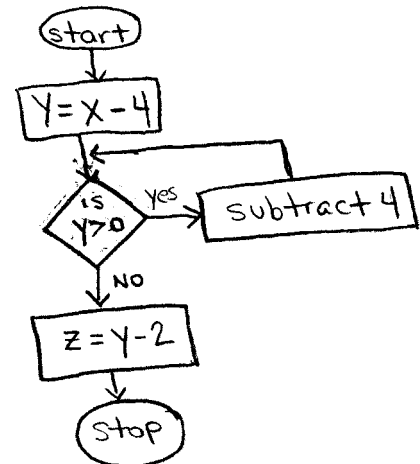 start
Y = X - 4
is
Y>0
yes
subtract 4
NO
Z = Y - 2
stop